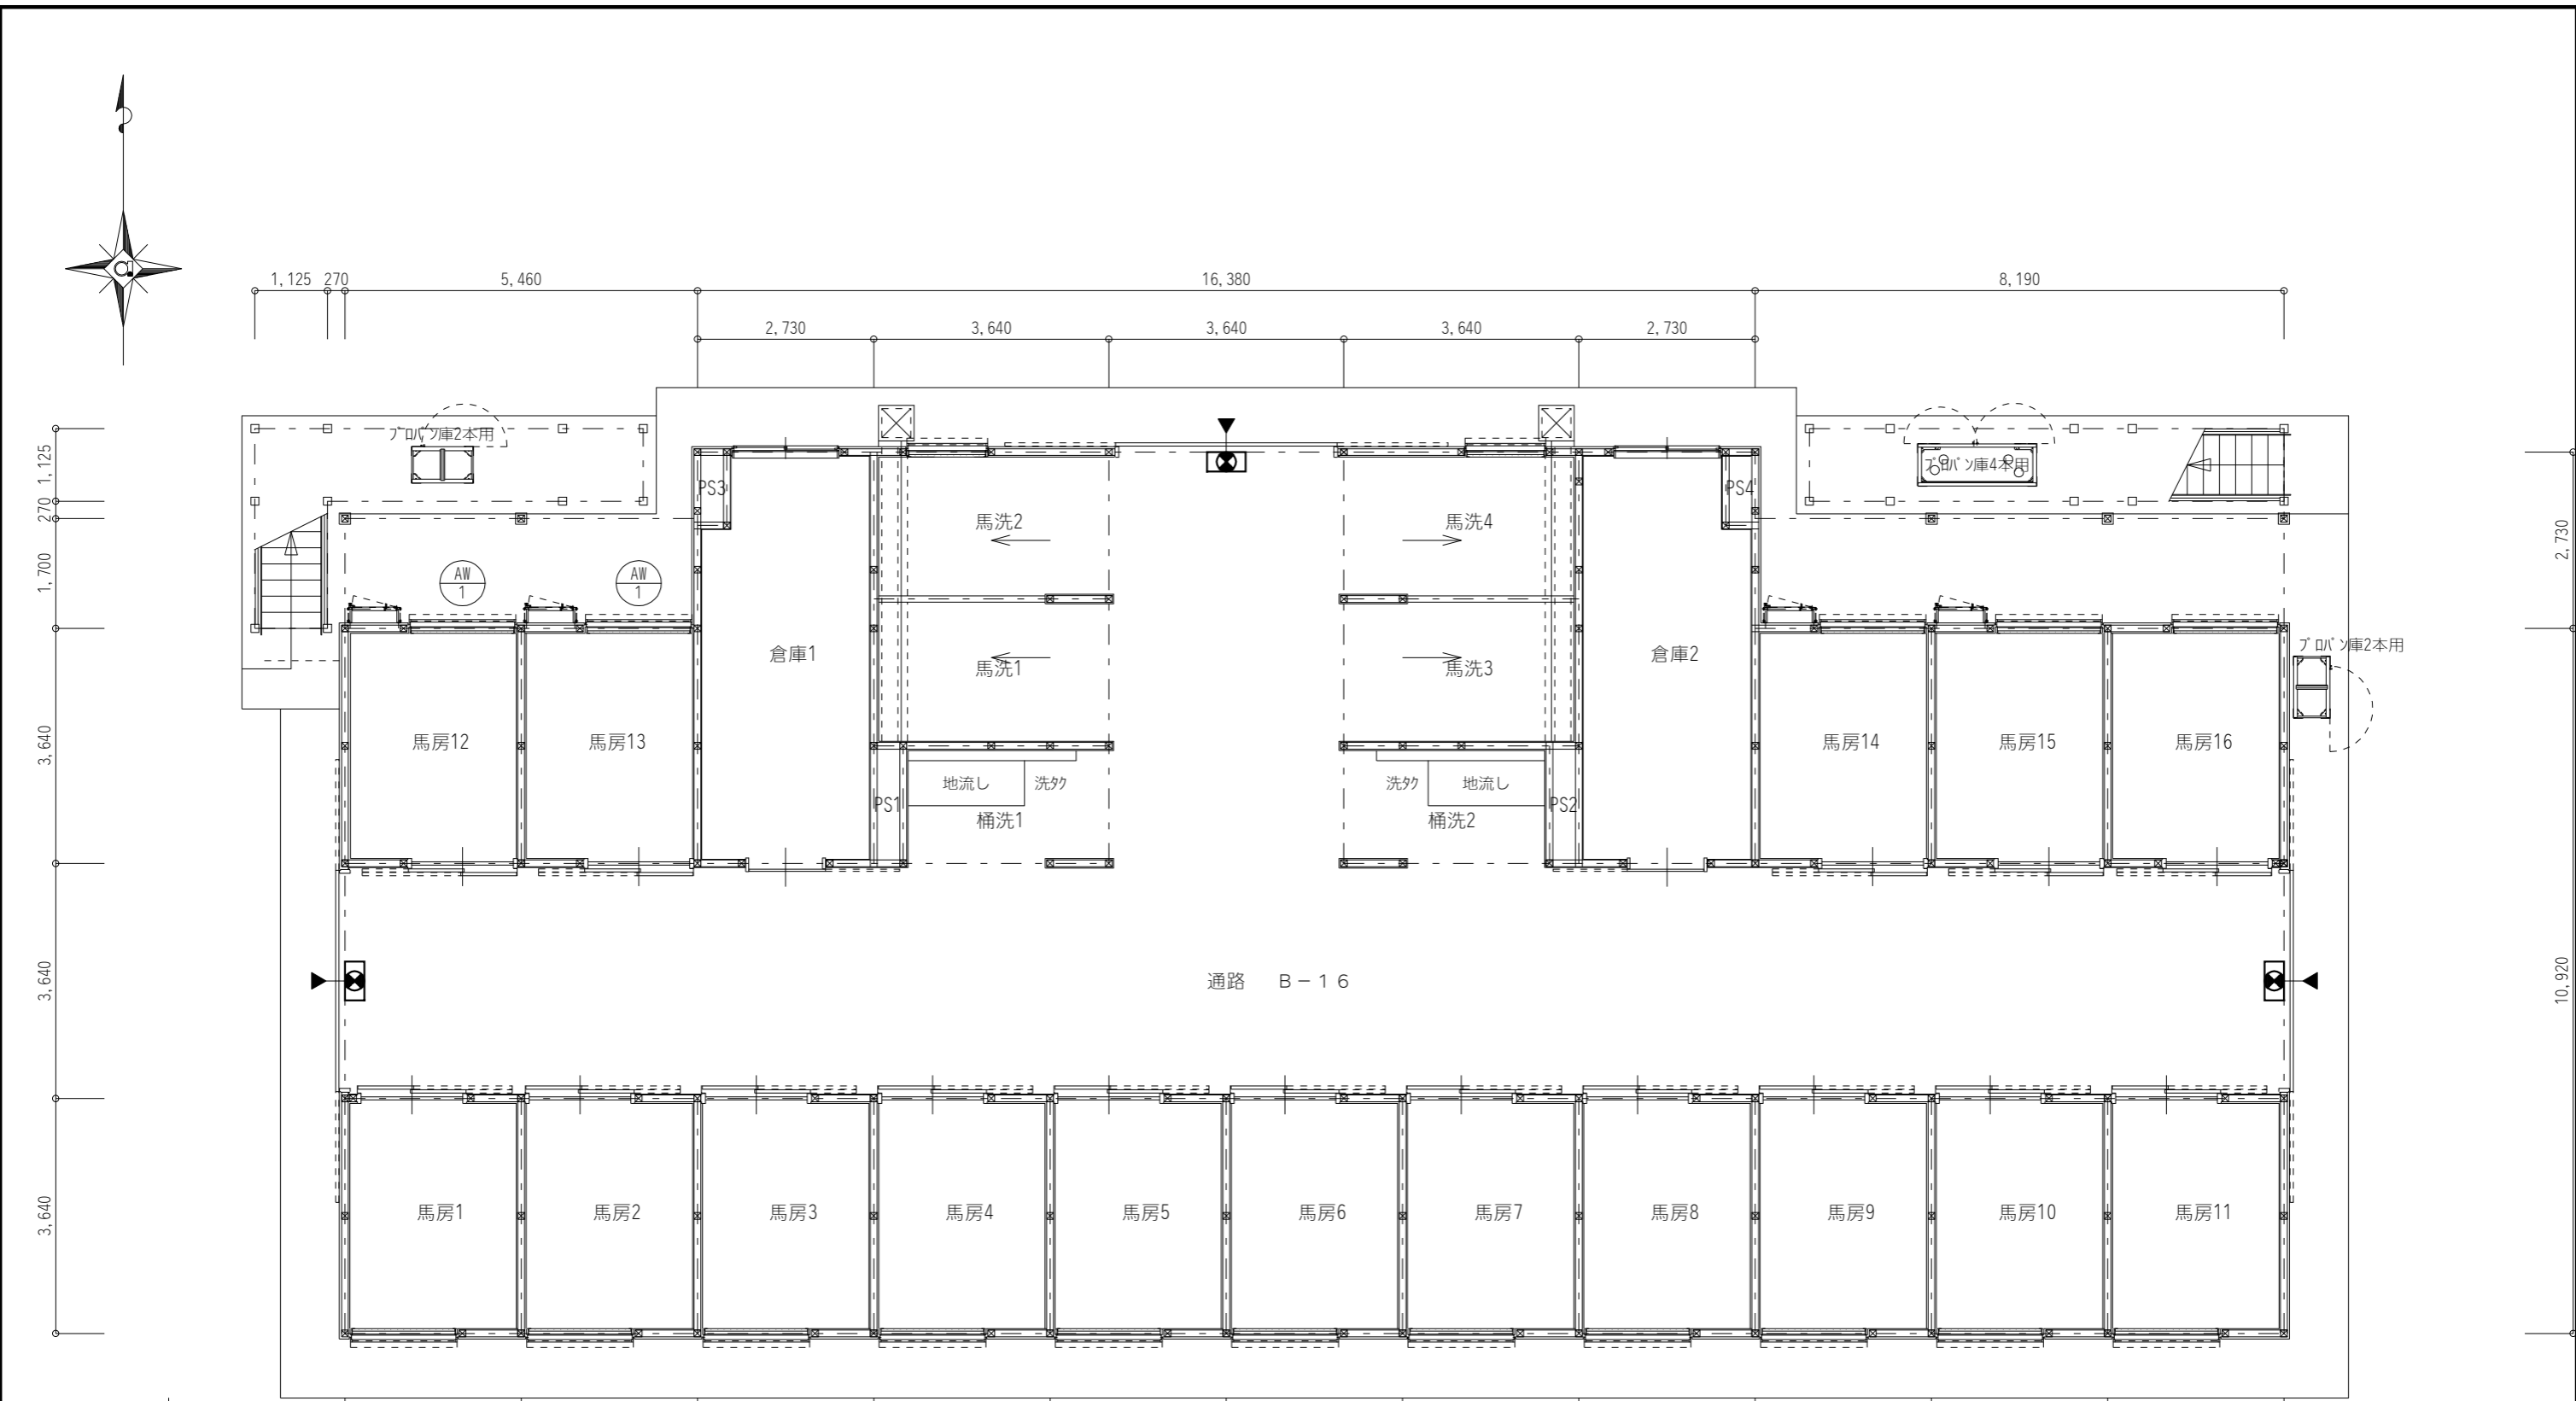 1,125 270 5,460 16,380 8,190
2,730 3,640 3,640 3,640 2,730
1,125
270
1,700
3,640
3,640
3,640
2,730
10,920
プロパン庫2本用
プロパン庫4本用
プロパン庫2本用
PS3
PS4
馬洗2
馬洗4
AW
1
AW
1
倉庫1
馬洗1
馬洗3
倉庫2
馬房12
馬房13
馬房14
馬房15
馬房16
地流し
洗タク
洗タク
地流し
PS1
PS2
桶洗1
桶洗2
通路 B-16
馬房1
馬房2
馬房3
馬房4
馬房5
馬房6
馬房7
馬房8
馬房9
馬房10
馬房11